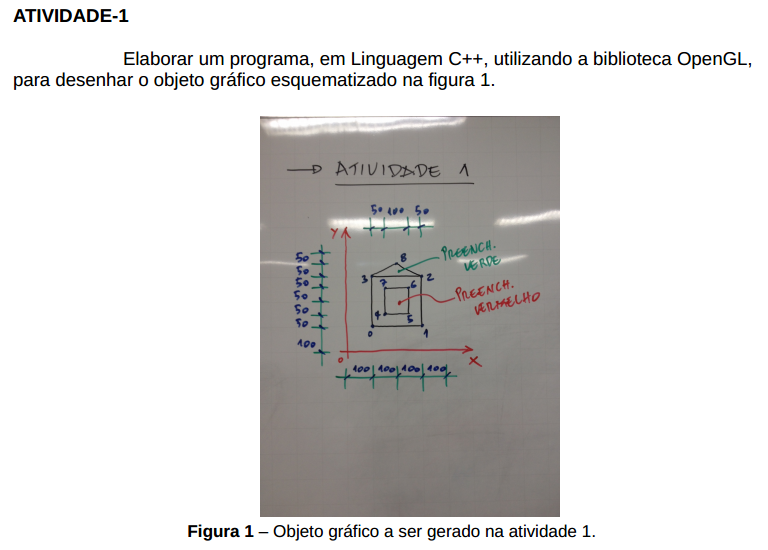 ATIVIDADE-1
Elaborar um programa, em Linguagem C++, utilizando a biblioteca OpenGL,
para desenhar o objeto gráfico esquematizado na figura 1.
→ ATIVIDADE 1
50 100 50
Y
50
50
50
50
50
50
100
8
3
2
7
6
4
5
0
1
PREENCH.
VERDE
PREENCH.
VERMELHO
0
X
100 100 100 100
Figura 1 – Objeto gráfico a ser gerado na atividade 1.